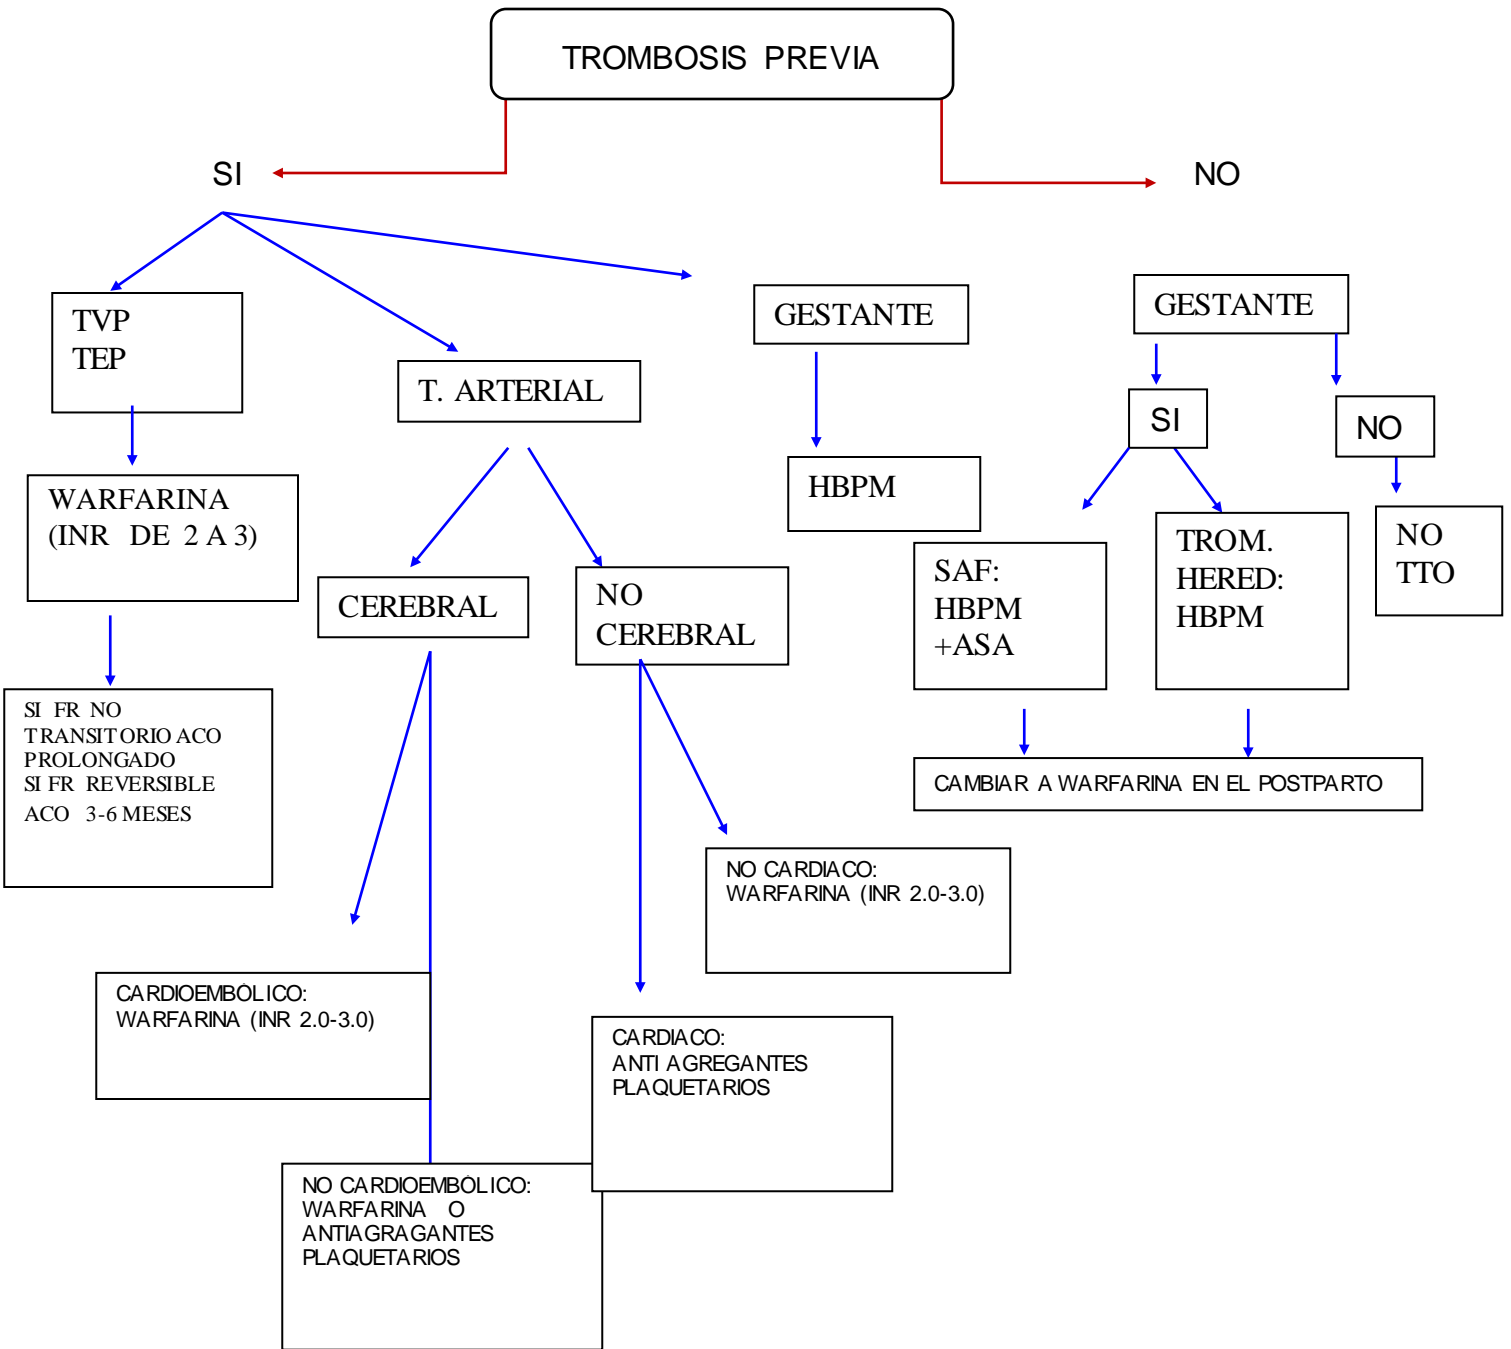 TROMBOSIS PREVIA
SI
NO
TVP
TEP
T. ARTERIAL
GESTANTE
GESTANTE
SI
NO
WARFARINA
(INR DE 2 A 3)
HBPM
CEREBRAL
NO
CEREBRAL
SAF:
HBPM
+ASA
TROM.
HERED:
HBPM
NO
TTO
SI FR NO
TRANSITORIO ACO
PROLONGADO
SI FR REVERSIBLE
ACO 3-6 MESES
CAMBIAR A WARFARINA EN EL POSTPARTO
NO CARDIACO:
WARFARINA (INR 2.0-3.0)
CARDIOEMBÓLICO:
WARFARINA (INR 2.0-3.0)
CARDIACO:
ANTI AGREGANTES
PLAQUETARIOS
NO CARDIOEMBÓLICO:
WARFARINA O
ANTIAGRAGANTES
PLAQUETARIOS